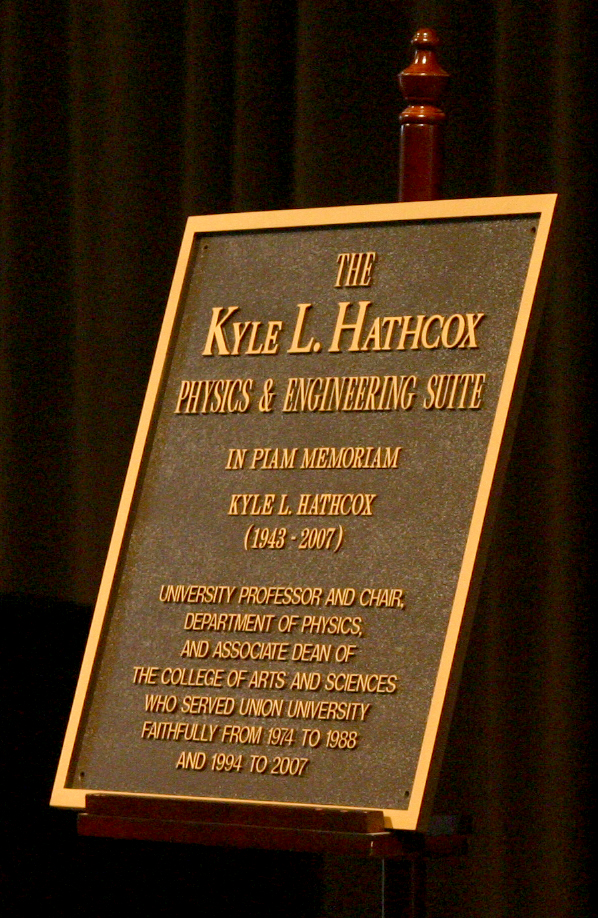 THE
KYLE L. HATHCOX
PHYSICS & ENGINEERING SUITE
IN PIAM MEMORIAM
KYLE L. HATHCOX
(1943 - 2007)
UNIVERSITY PROFESSOR AND CHAIR,
DEPARTMENT OF PHYSICS,
AND ASSOCIATE DEAN OF
THE COLLEGE OF ARTS AND SCIENCES
WHO SERVED UNION UNIVERSITY
FAITHFULLY FROM 1974 TO 1988
AND 1994 TO 2007